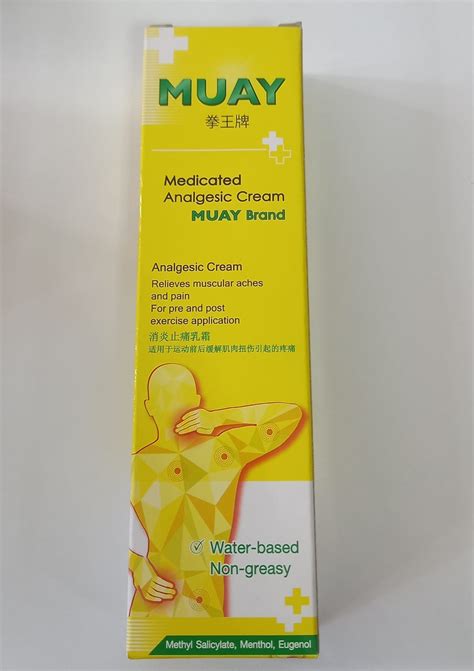 MUAY
拳王牌
Medicated
Analgesic Cream
MUAY Brand
Analgesic Cream
Relieves muscular aches
and pain
For pre and post
exercise application
消炎止痛乳霜
适用于运动前后缓解肌肉扭伤引起的疼痛
Water-based
Non-greasy
Methyl Salicylate, Menthol, Eugenol